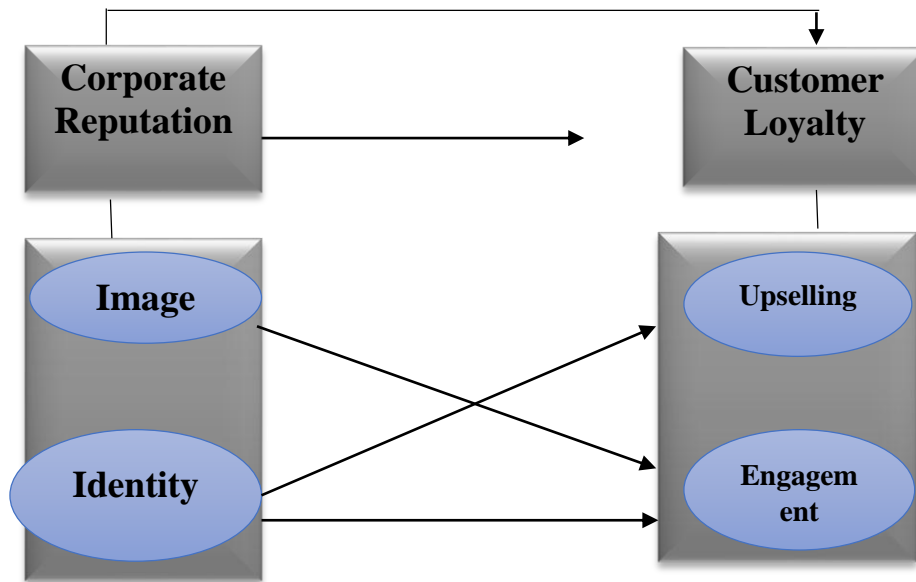 Corporate
Reputation
Customer
Loyalty
Image
Upselling
Identity
Engagem
ent